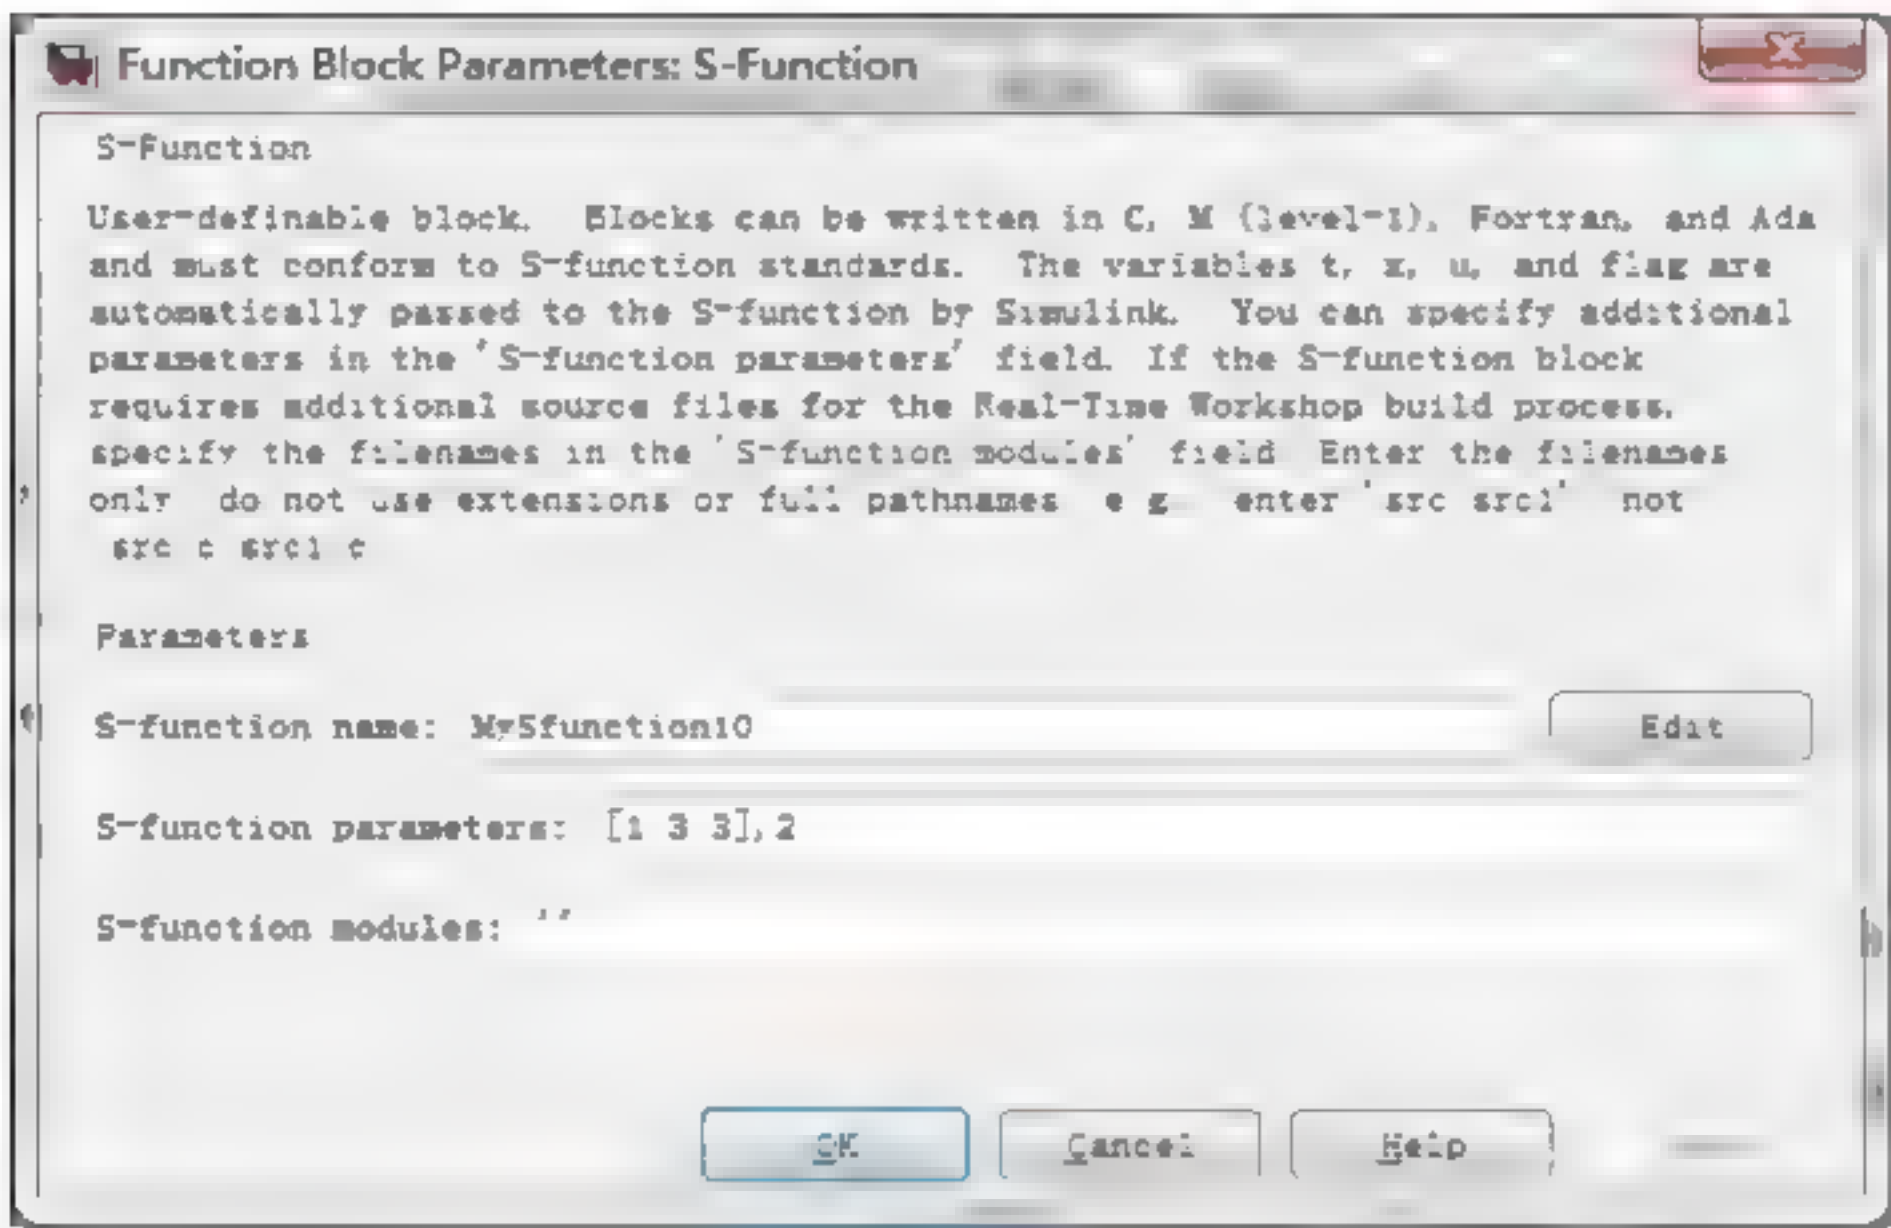 Function Block Parameters: S-Function
S-Function
User-definable block.  Blocks can be written in C, M (level-1), Fortran, and Ada
and must conform to S-function standards.  The variables t, x, u, and flag are
automatically passed to the S-function by Simulink.  You can specify additional
parameters in the 'S-function parameters' field. If the S-function block
requires additional source files for the Real-Time Workshop build process,
specify the filenames in the 'S-function modules' field Enter the filenames
only  do not use extensions or full pathnames  e g  enter 'src src1'  not
src c src1 c
Parameters
S-function name: MySfunction10
Edit
S-function parameters: [1 3 3],2
S-function modules: ''
OK
Cancel
Help